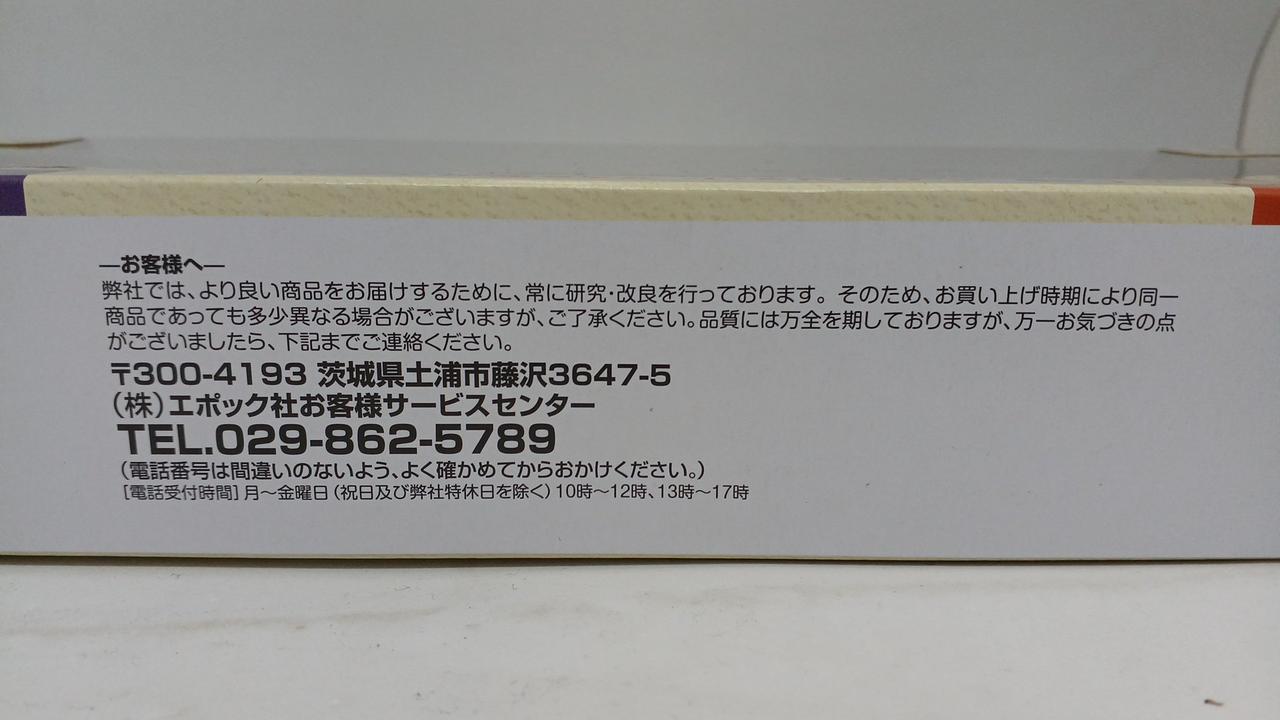 ―お客様へ―
弊社では、より良い商品をお届けするために、常に研究・改良を行っております。そのため、お買い上げ時期により同一
商品であっても多少異なる場合がございますが、ご了承ください。品質には万全を期しておりますが、万一お気づきの点
がございましたら、下記までご連絡ください。
〒300-4193 茨城県土浦市藤沢3647-5
(株)エポック社お客様サービスセンター
TEL.029-862-5789
(電話番号は間違いのないよう、よく確かめてからおかけください。)
[電話受付時間]月～金曜日(祝日及び弊社特休日を除く)10時～12時、13時～17時